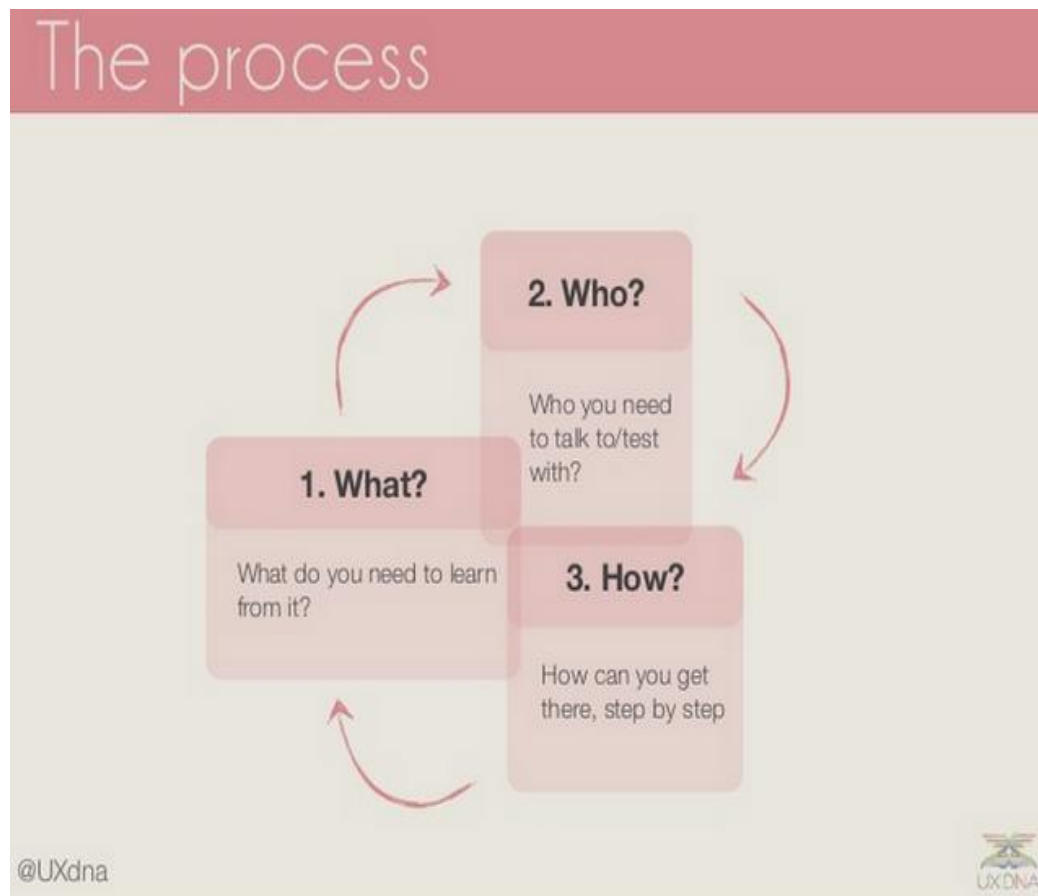 The process
1. What?
What do you need to learn
from it?
2. Who?
Who you need
to talk to/test
with?
3. How?
How can you get
there, step by step
@UXdna
UX DNA